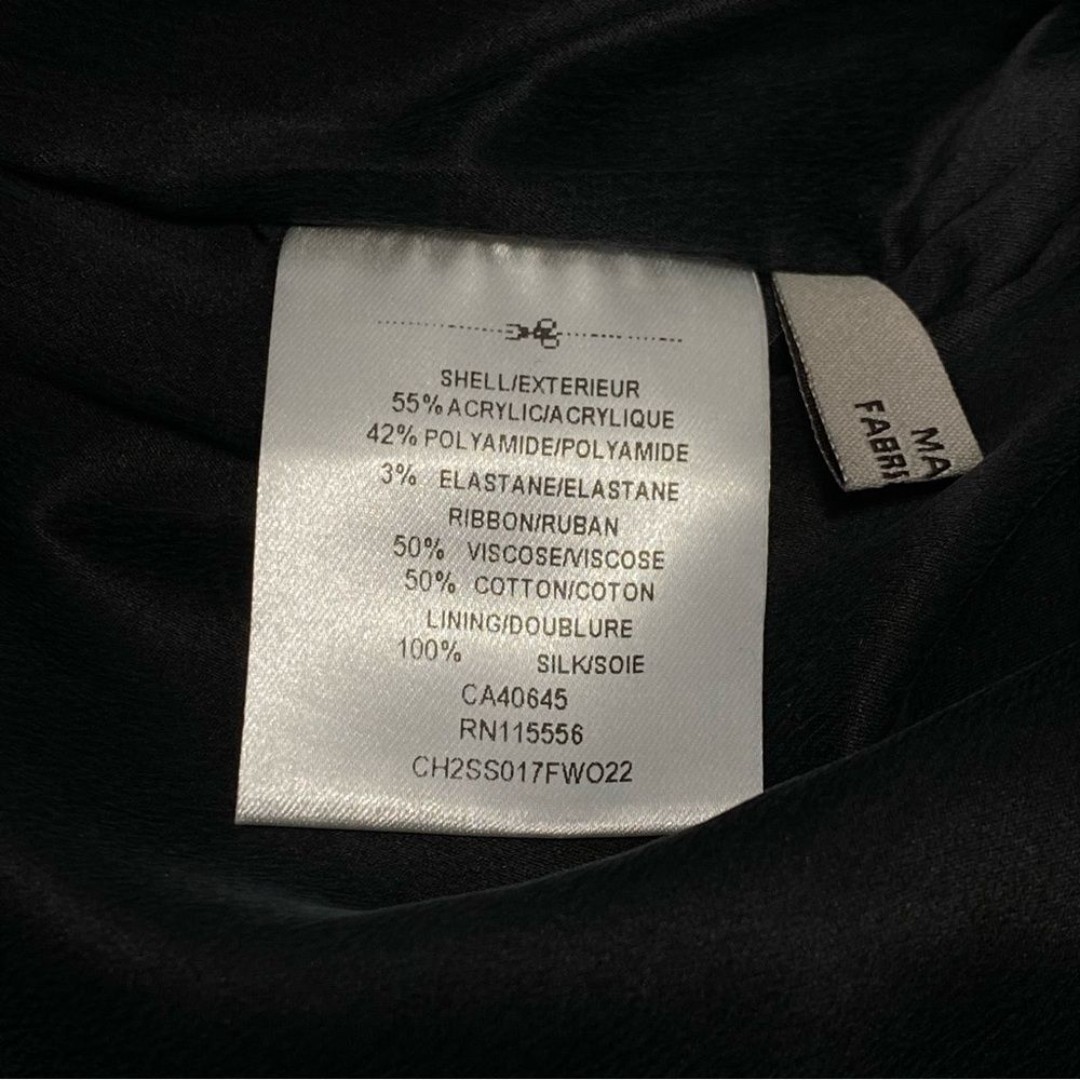 SHELL/EXTERIEUR
55% ACRYLIC/ACRYLIQUE
42% POLYAMIDE/POLYAMIDE
3% ELASTANE/ELASTANE
RIBBON/RUBAN
50% VISCOSE/VISCOSE
50% COTTON/COTON
LINING/DOUBLURE
100% SILK/SOIE
CA40645
RN115556
CH2SS017FWO22